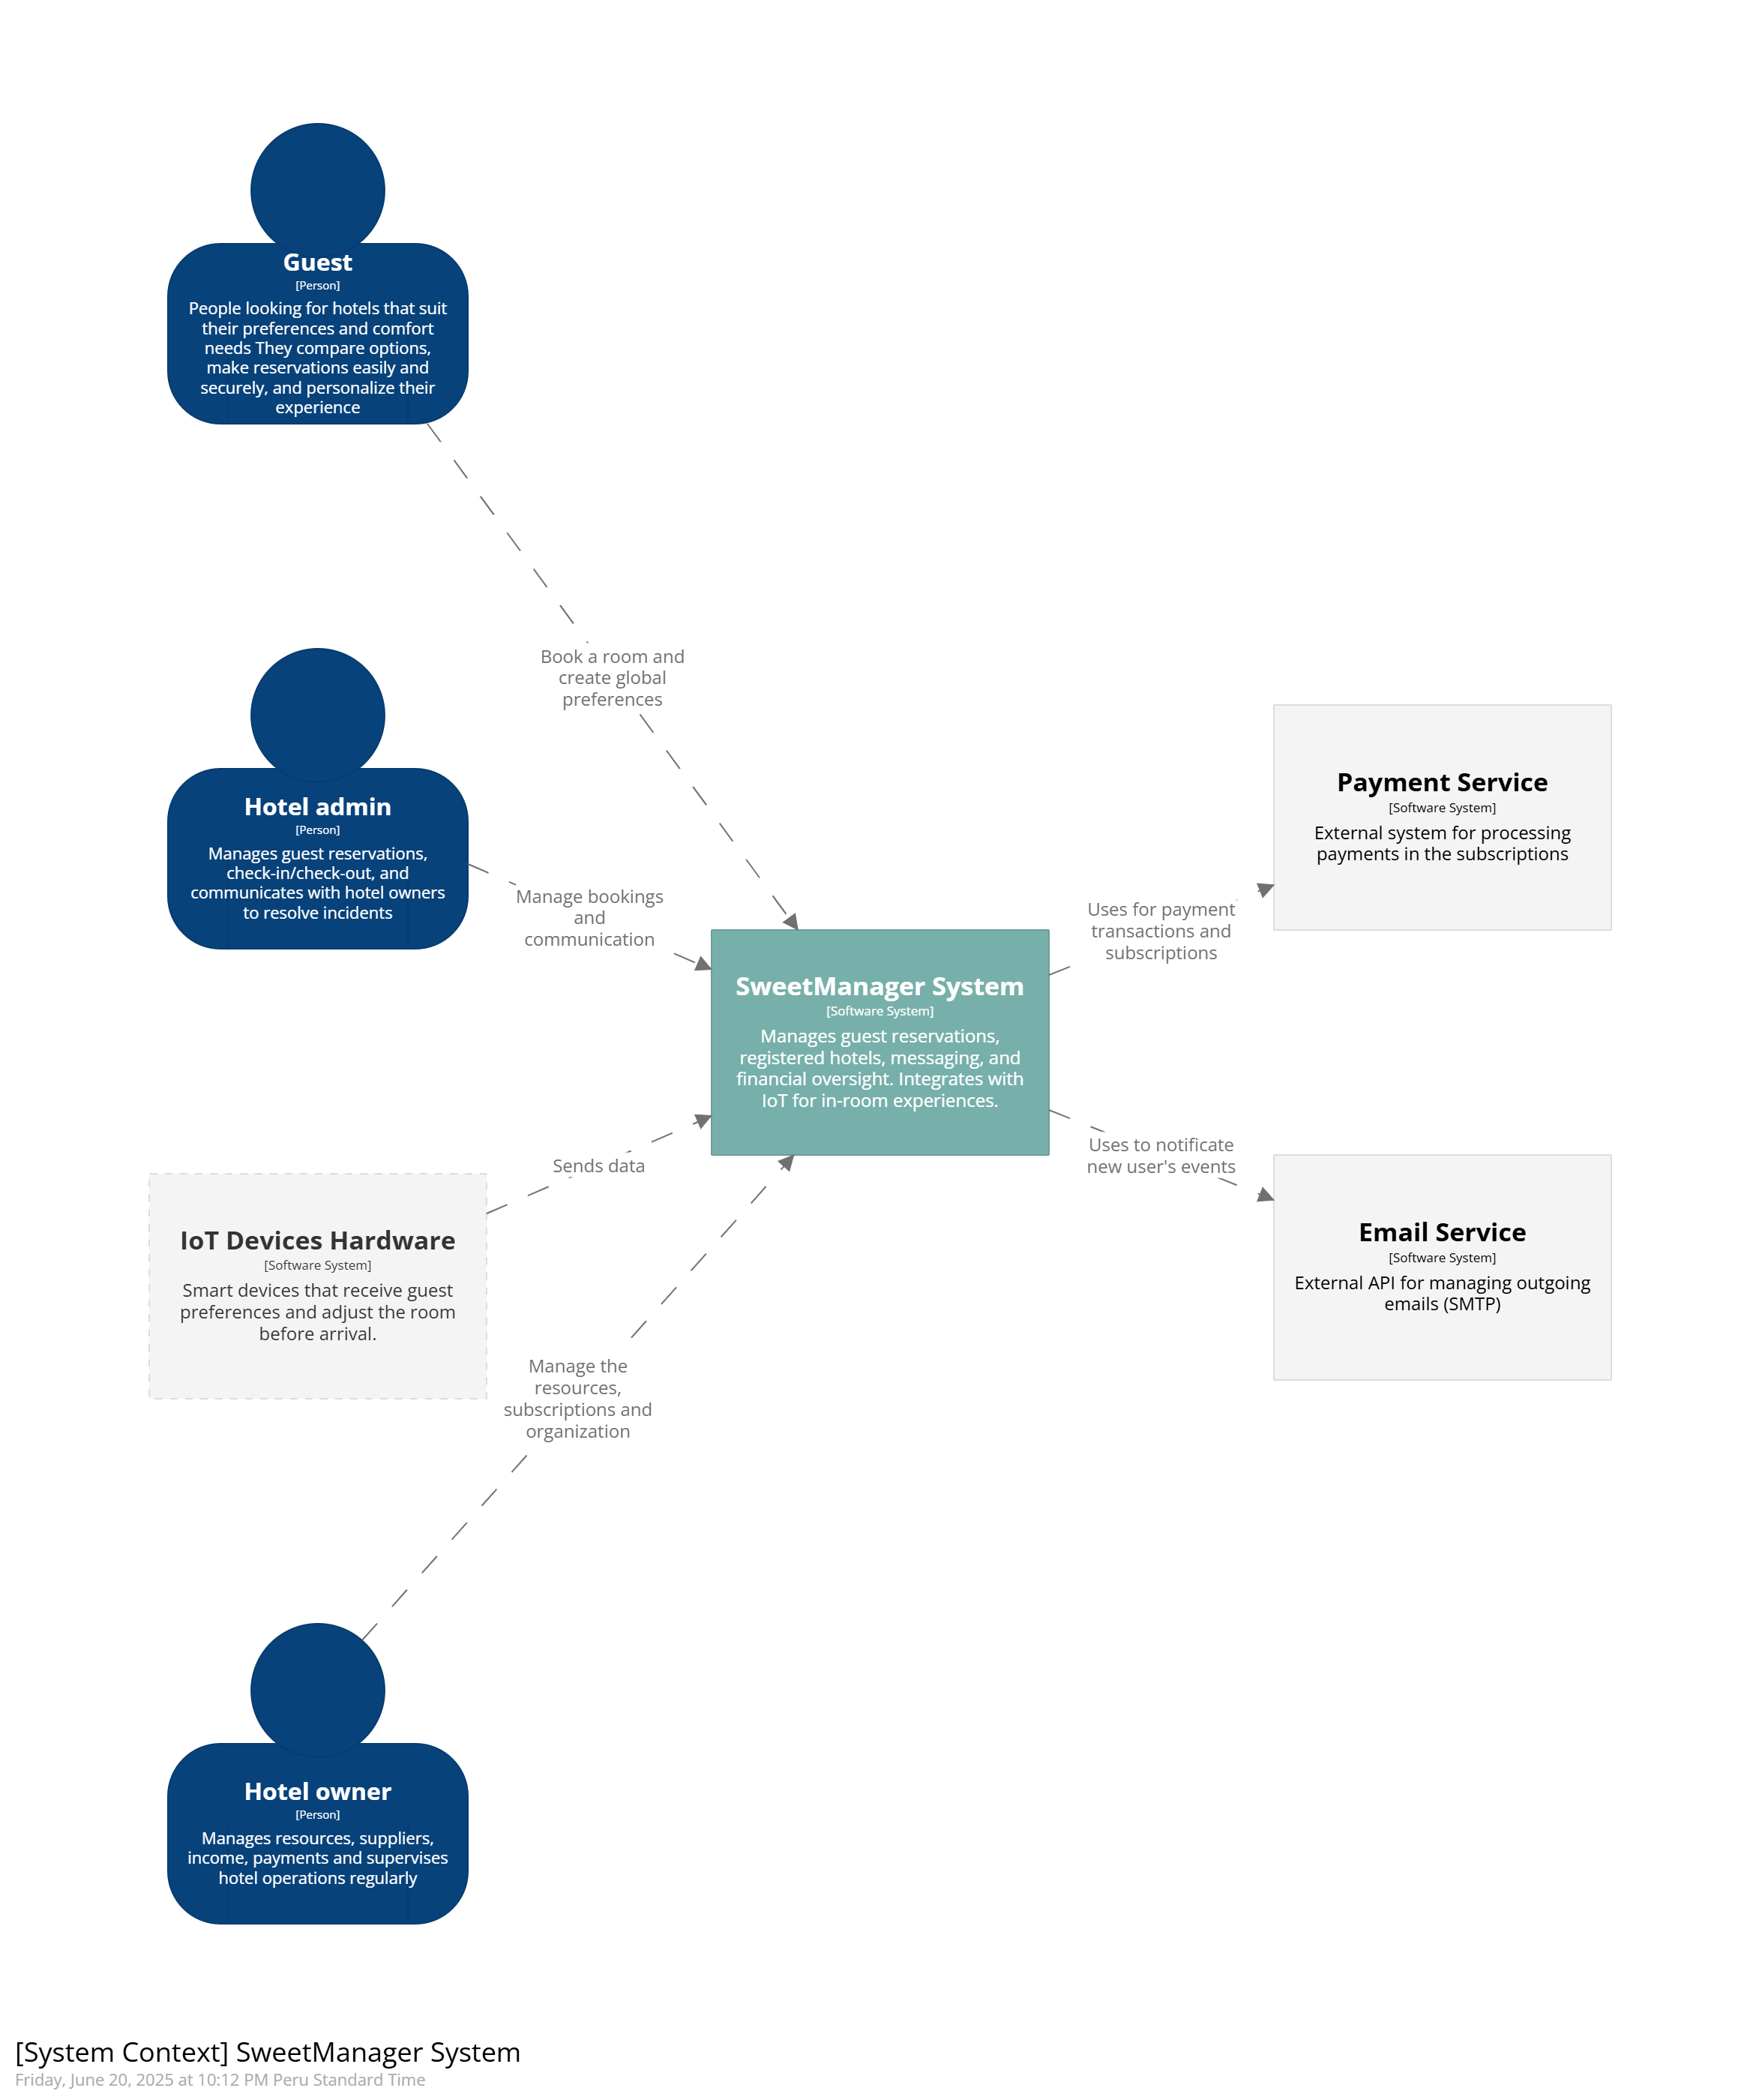 Guest
[Person]
People looking for hotels that suit
their preferences and comfort
needs They compare options,
make reservations easily and
securely, and personalize their
experience
Book a room and
create global
preferences
Hotel admin
[Person]
Manages guest reservations,
check-in/check-out, and
communicates with hotel owners
to resolve incidents
Manage bookings
and
communication
Payment Service
[Software System]
External system for processing
payments in the subscriptions
Uses for payment
transactions and
subscriptions
SweetManager System
[Software System]
Manages guest reservations,
registered hotels, messaging, and
financial oversight. Integrates with
IoT for in-room experiences.
Sends data
Uses to notificate
new user's events
IoT Devices Hardware
[Software System]
Smart devices that receive guest
preferences and adjust the room
before arrival.
Email Service
[Software System]
External API for managing outgoing
emails (SMTP)
Manage the
resources,
subscriptions and
organization
Hotel owner
[Person]
Manages resources, suppliers,
income, payments and supervises
hotel operations regularly
[System Context] SweetManager System
Friday, June 20, 2025 at 10:12 PM Peru Standard Time